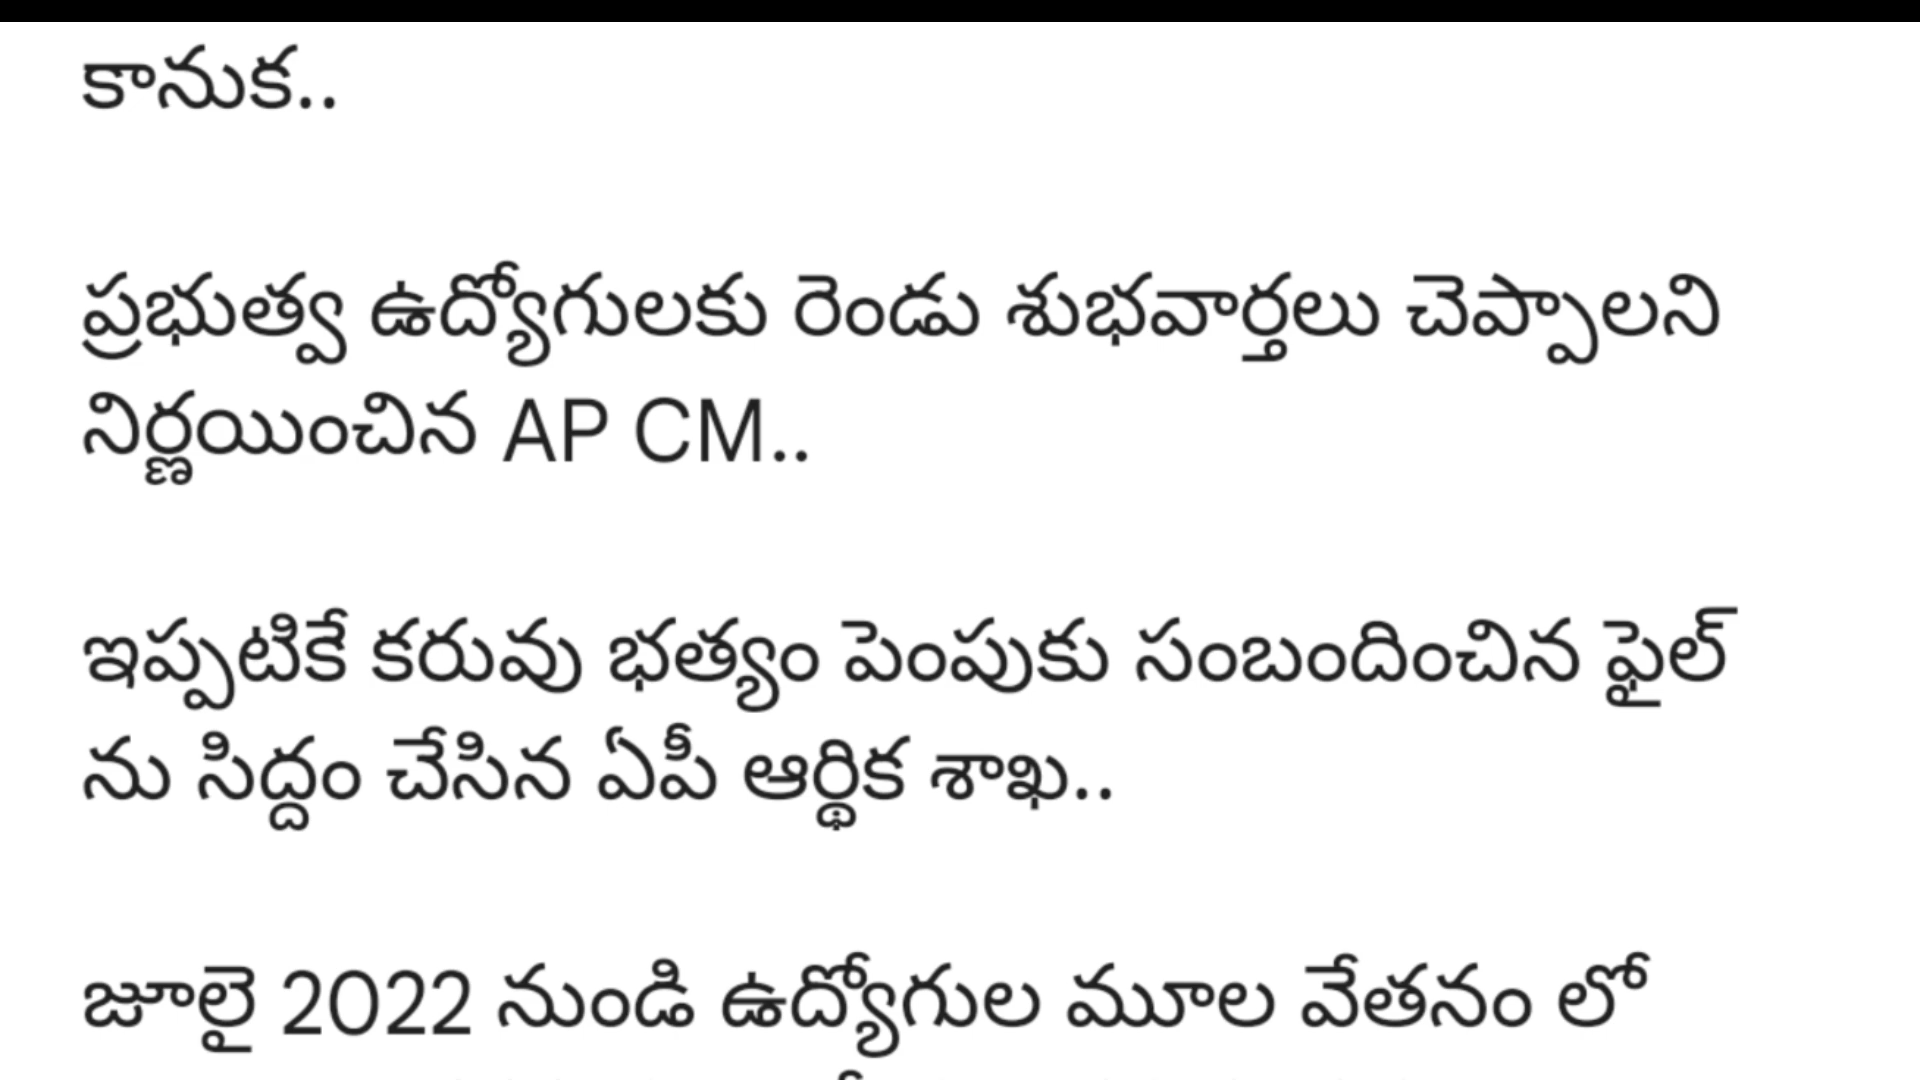 కానుక..
ప్రభుత్వ ఉద్యోగులకు రెండు శుభవార్తలు చెప్పాలని
నిర్ణయించిన AP CM..
ఇప్పటికే కరువు భత్యం పెంపుకు సంబందించిన ఫైల్
ను సిద్దం చేసిన ఏపీ ఆర్థిక శాఖ..
జూలై 2022 నుండి ఉద్యోగుల మూల వేతనం లో